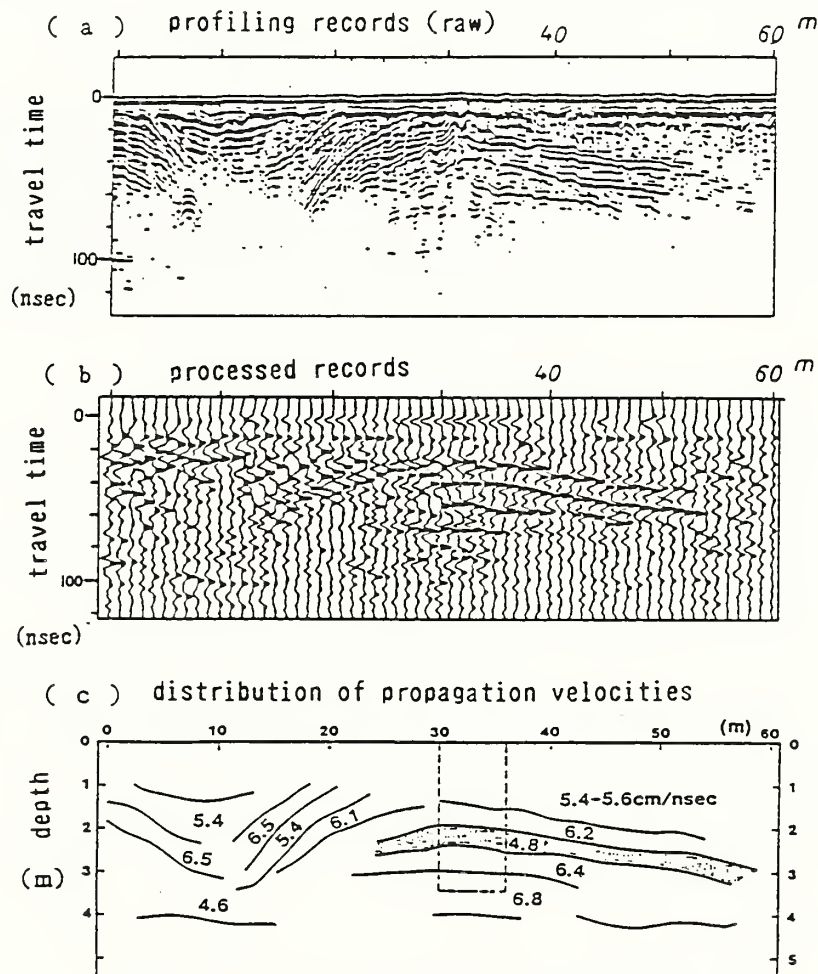 ( a ) profiling records (raw) 40 60 m
0
travel time
100
(nsec)
( b ) processed records 40 60 m
0
travel time
100
(nsec)
( c ) distribution of propagation velocities
0 10 20 30 40 50 (m) 60
0 0
1 1
2 2
3 3
4 4
5
depth
(m)
5.4
6.5
5.4
6.1
6.5
4.6
5.4-5.6cm/nsec
6.2
4.8
6.4
6.8